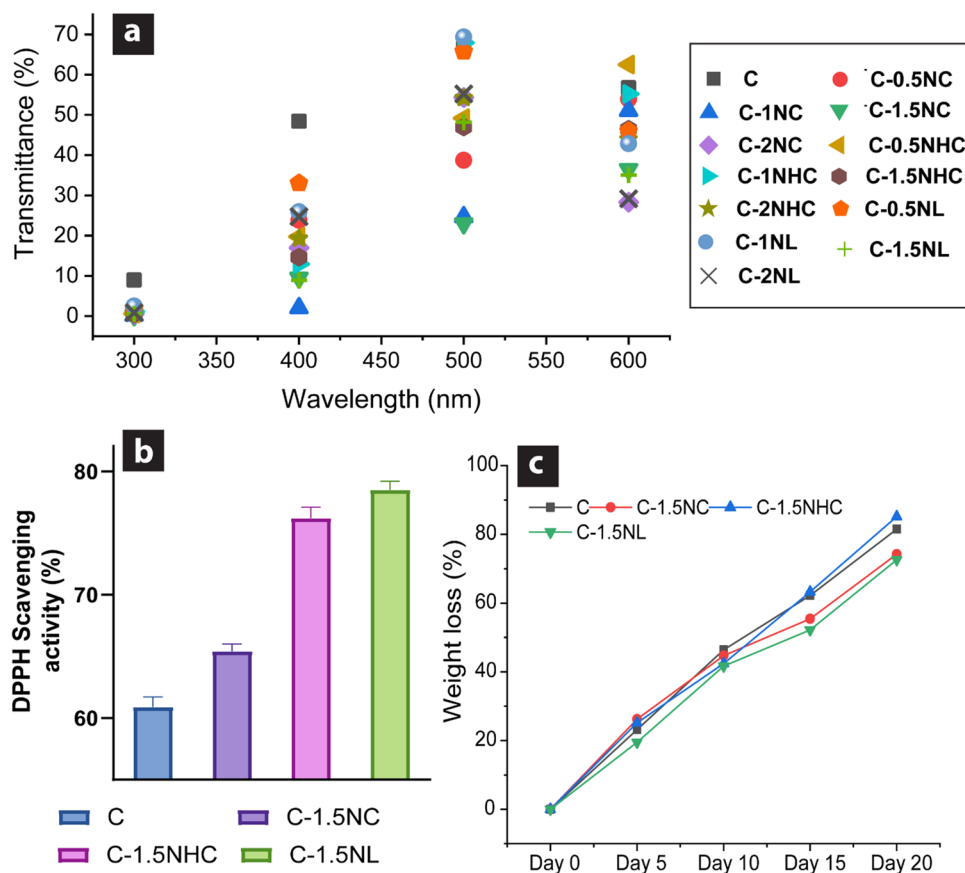 a
Transmittance (%)
70
60
50
40
30
20
10
0
300
350
400
450
500
550
600
Wavelength (nm)
C
C-0.5NC
C-1NC
C-1.5NC
C-2NC
C-0.5NHC
C-1NHC
C-1.5NHC
C-2NHC
C-0.5NL
C-1NL
C-1.5NL
C-2NL
b
DPPH Scavenging
activity (%)
80
70
60
C
C-1.5NC
C-1.5NHC
C-1.5NL
c
Weight loss (%)
100
80
60
40
20
0
C
C-1.5NC
C-1.5NHC
C-1.5NL
Day 0
Day 5
Day 10
Day 15
Day 20